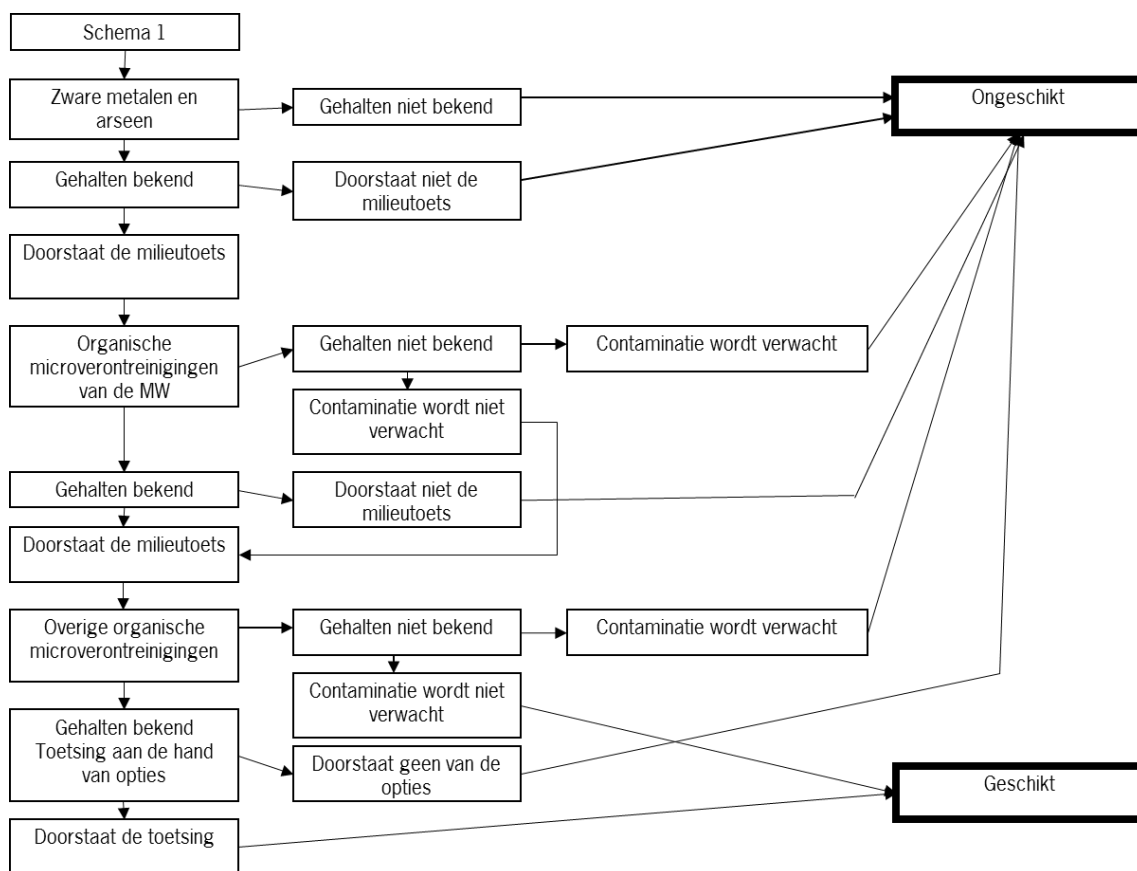 Schema 1
Zware metalen en
arseen
Gehalten niet bekend
Ongeschikt
Gehalten bekend
Doorstaat niet de
milieutoets
Doorstaat de milieutoets
Organische
microverontreinigingen
van de MW
Gehalten niet bekend
Contaminatie wordt verwacht
Contaminatie wordt niet
verwacht
Gehalten bekend
Doorstaat niet de
milieutoets
Doorstaat de milieutoets
Overige organische
microverontreinigingen
Gehalten niet bekend
Contaminatie wordt verwacht
Contaminatie wordt niet
verwacht
Gehalten bekend
Toetsing aan de hand
van opties
Doorstaat geen van de
opties
Geschikt
Doorstaat de toetsing